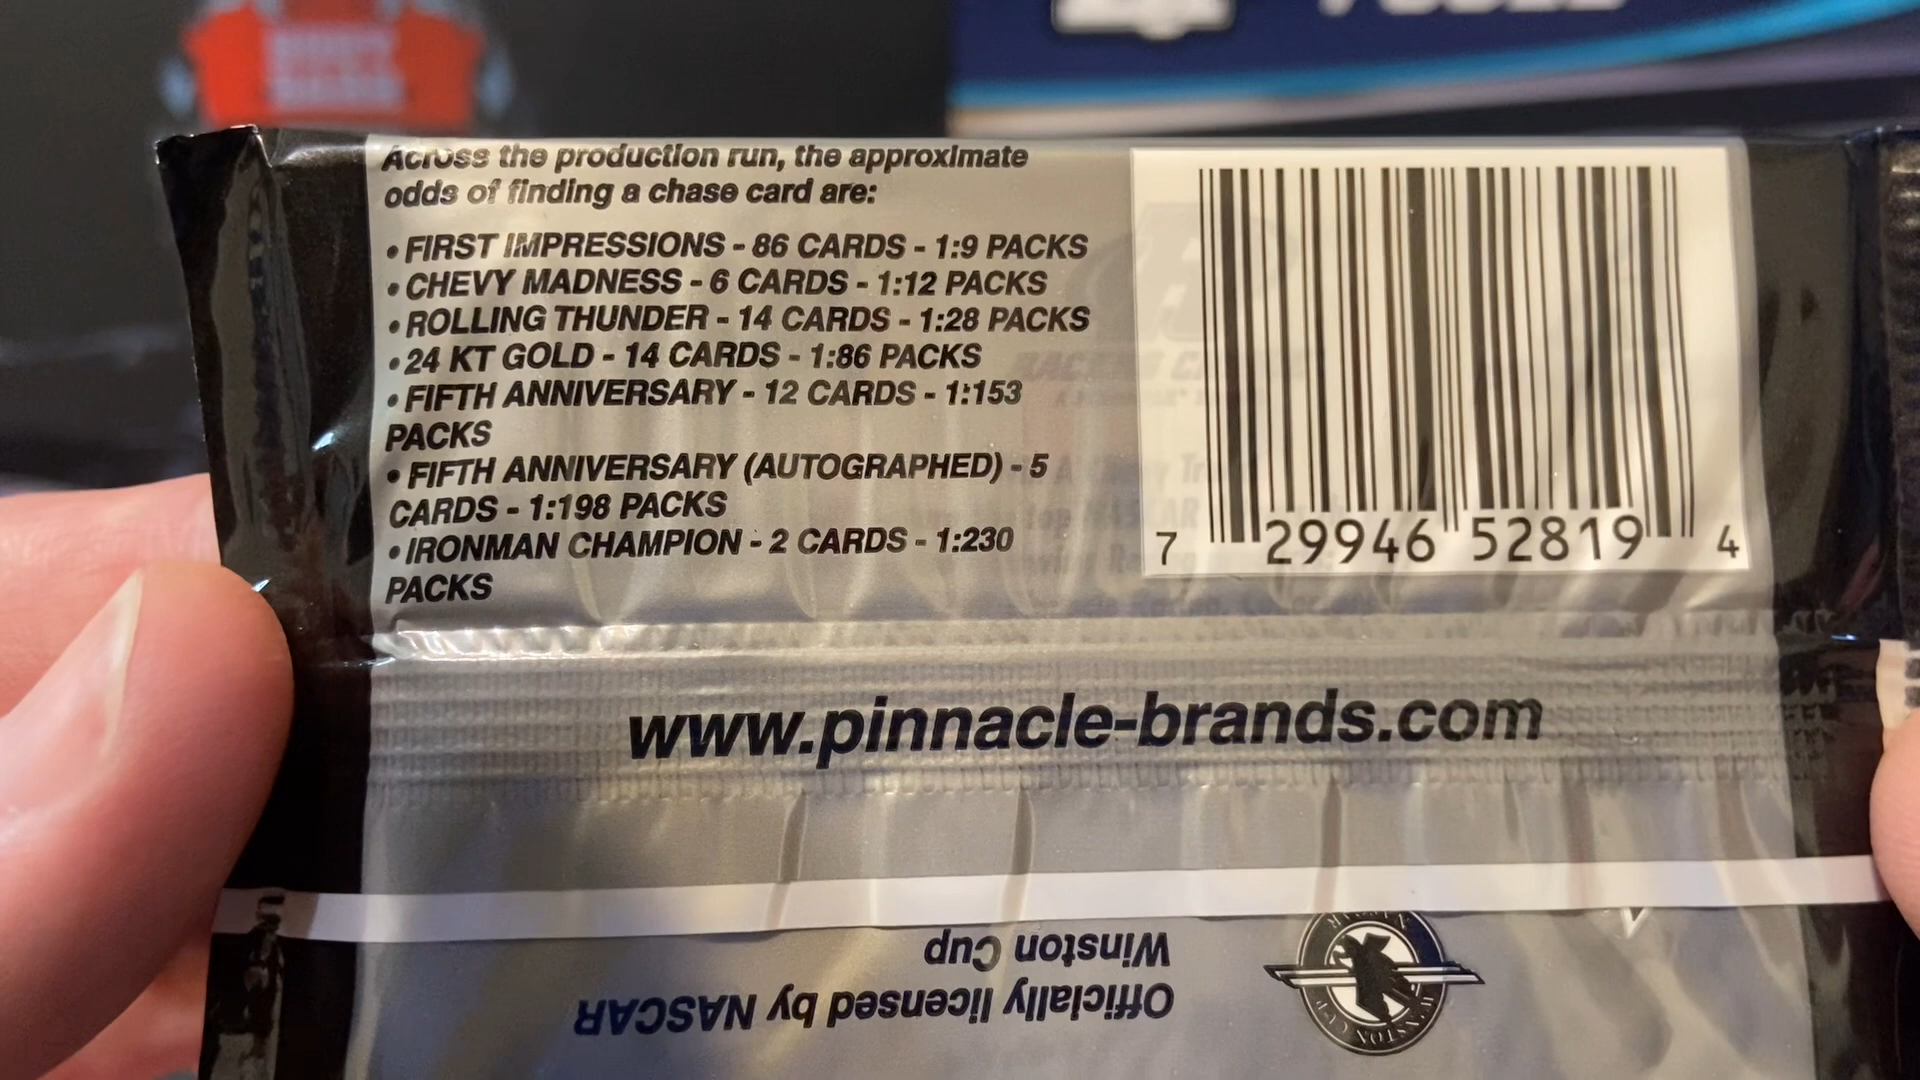 Across the production run, the approximate
odds of finding a chase card are:
• FIRST IMPRESSIONS - 86 CARDS - 1:9 PACKS
• CHEVY MADNESS - 6 CARDS - 1:12 PACKS
• ROLLING THUNDER - 14 CARDS - 1:28 PACKS
• 24 KT GOLD - 14 CARDS - 1:86 PACKS
• FIFTH ANNIVERSARY - 12 CARDS - 1:153
PACKS
• FIFTH ANNIVERSARY (AUTOGRAPHED) - 5
CARDS - 1:198 PACKS
• IRONMAN CHAMPION - 2 CARDS - 1:230
PACKS
7 29946 52819 4
www.pinnacle-brands.com
Officially licensed by NASCAR
Winston Cup